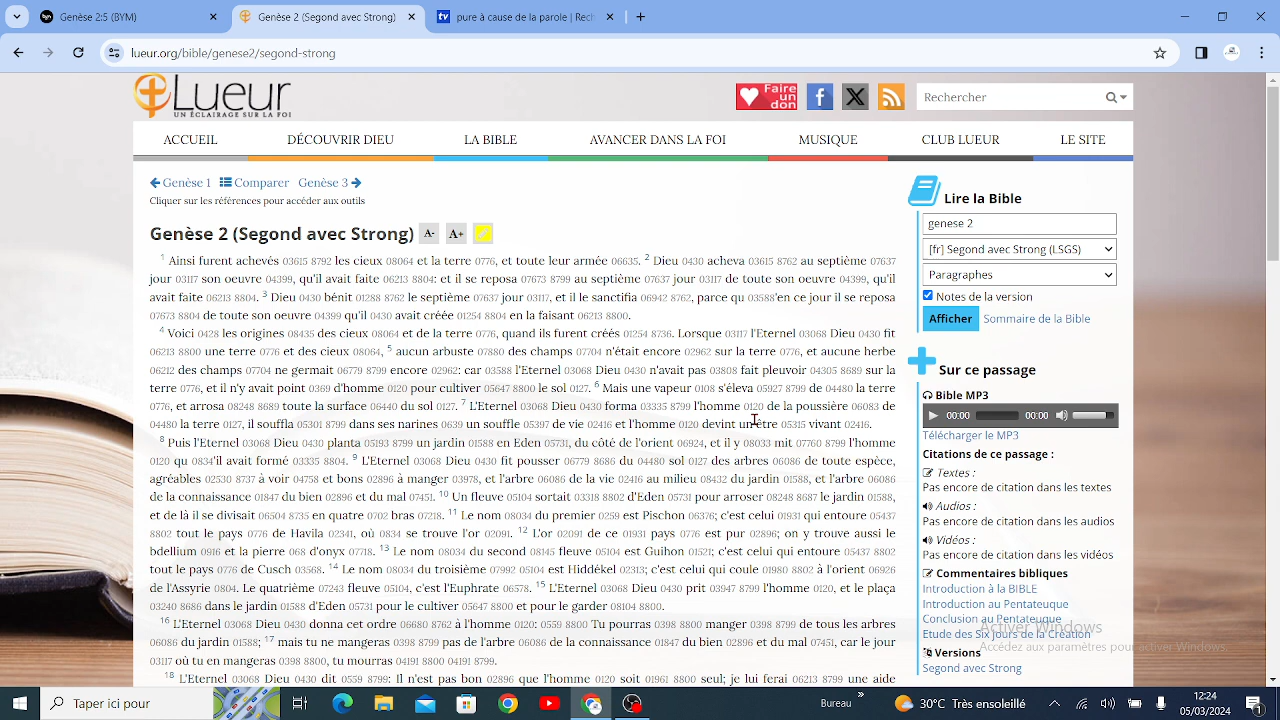 Découverte de soi de Dieu | Rech
lueur.org/bible/genese2/segond-strong
Lueur
UN ÉCLAIRAGE SUR LA FOI
Faire un don
Rechercher
ACCUEIL DÉCOUVRIR DIEU LA BIBLE AVANCER DANS LA FOI MUSIQUE CLUB LUEUR LE SITE
Genèse 1 Comparer Genèse 3
Cliquer sur les références pour accéder aux outils
Genèse 2 (Segond avec Strong) A- A+
1 Ainsi furent achevés 03615 8792 les cieux 08064 et la terre 0776, et toute leur armée 06635. 2 Dieu 0430 acheva 03615 8762 au septième 07637
jour 03117 son oeuvre 04399, qu'il avait faite 06213 8804: et il se reposa 07673 8799 au septième 07637 jour 03117 de toute son oeuvre 04399, qu'il
avait faite 06213 8804. 3 Dieu 0430 bénit 01288 8762 le septième 07637 jour 03117, et il le sanctifia 06942 8762, parce qu 03588'en ce jour il se reposa
07673 8804 de toute son oeuvre 04399 qu'il 0430 avait créée 01254 8804 en la faisant 06213 8800.
4 Voici 0428 les origines 08435 des cieux 08064 et de la terre 0776, quand ils furent créés 01254 8736. Lorsque 03117 l'Eternel 03068 Dieu 0430 fit
06213 8800 une terre 0776 et des cieux 08064, 5 aucun arbuste 07880 des champs 07704 n'était encore 02962 sur la terre 0776, et aucune herbe
06212 des champs 07704 ne germait 06779 8799 encore 02962: car 03588 l'Eternel 03068 Dieu 0430 n'avait pas 03808 fait pleuvoir 04305 8689 sur la
terre 0776, et il n'y avait point 0369 d'homme 0120 pour cultiver 05647 8800 le sol 0127. 6 Mais une vapeur 0108 s'éleva 05927 8799 de 04480 la terre
0776, et arrosa 08248 8689 toute la surface 06440 du sol 0127. 7 L'Eternel 03068 Dieu 0430 forma 03335 8799 l'homme 0120 de la poussière 06083 de
04480 la terre 0127, il souffla 05301 8799 dans ses narines 0639 un souffle 05397 de vie 02416 et l'homme 0120 devint un être 05315 vivant 02416.
8 Puis l'Eternel 03068 Dieu 0430 planta 05193 8799 un jardin 01588 en Eden 05731, du côté de l'orient 06924, et il y 08033 mit 07760 8799 l'homme
0120 qu 0834'il avait formé 03335 8804. 9 L'Eternel 03068 Dieu 0430 fit pousser 06779 8686 du 04480 sol 0127 des arbres 06086 de toute espèce,
agréables 02530 8737 à voir 04758 et bons 02896 à manger 03978, et l'arbre 06086 de la vie 02416 au milieu 08432 du jardin 01588, et l'arbre 06086
de la connaissance 01847 du bien 02896 et du mal 07451. 10 Un fleuve 05104 sortait 03318 8802 d'Eden 05731 pour arroser 08248 8687 le jardin 01588,
et de là il se divisait 06504 8735 en quatre 0702 bras 07218. 11 Le nom 08034 du premier 0259 est Pischon 06376; c'est celui 01931 qui entoure 05437
8802 tout le pays 0776 de Havila 02341, où 0834 se trouve l'or 02091. 12 L'or 02091 de ce 01931 pays 0776 est pur 02896; on y trouve aussi le
bdellium 0916 et la pierre 068 d'onyx 07718. 13 Le nom 08034 du second 08145 fleuve 05104 est Guihon 01521; c'est celui qui entoure 05437 8802
tout le pays 0776 de Cusch 03568. 14 Le nom 08034 du troisième 07992 05104 est Hiddékel 02313; c'est celui qui coule 01980 8802 à l'orient 06926
de l'Assyrie 0804. Le quatrième 07243 fleuve 05104, c'est l'Euphrate 06578. 15 L'Eternel 03068 Dieu 0430 prit 03947 8799 l'homme 0120, et le plaça
03240 8686 dans le jardin 01588 d'Eden 05731 pour le cultiver 05647 8800 et pour le garder 08104 8800.
16 L'Eternel 03068 Dieu 0430 donna cet ordre 06680 8762 à l'homme 0120: 0559 8800 Tu pourras 0398 8800 manger 0398 8799 de tous les arbres
06086 du jardin 01588; 17 mais tu ne mangeras 0398 8799 pas de l'arbre 06086 de la connaissance 01847 du bien 02896 et du mal 07451, car le jour
03117 où tu en mangeras 0398 8800, tu mourras 04191 8800 04191 8799.
18 L'Eternel 03068 Dieu 0430 dit 0559 8799: Il n'est pas bon 02896 que l'homme 0120 soit 01961 8800 seul; je lui ferai 06213 8799 une aide
Lire la Bible
genese 2
[fr] Segond avec Strong (LSGS)
Paragraphes
Notes de la version
Afficher Sommaire de la Bible
Sur ce passage
Bible MP3
00:00 00:00
Télécharger le MP3
Citations de ce passage :
Textes :
Pas encore de citation dans les textes
Audios :
Pas encore de citation dans les audios
Vidéos :
Pas encore de citation dans les vidéos
Commentaires bibliques
Introduction à la BIBLE
Introduction au Pentateuque
Conclution au Pentateuque
Etude des Six jours de la Création
Versions
Segond avec Strong
Activer Windows
Accédez aux paramètres pour activer Windows.
Taper ici pour rechercher
Bureau
12:24